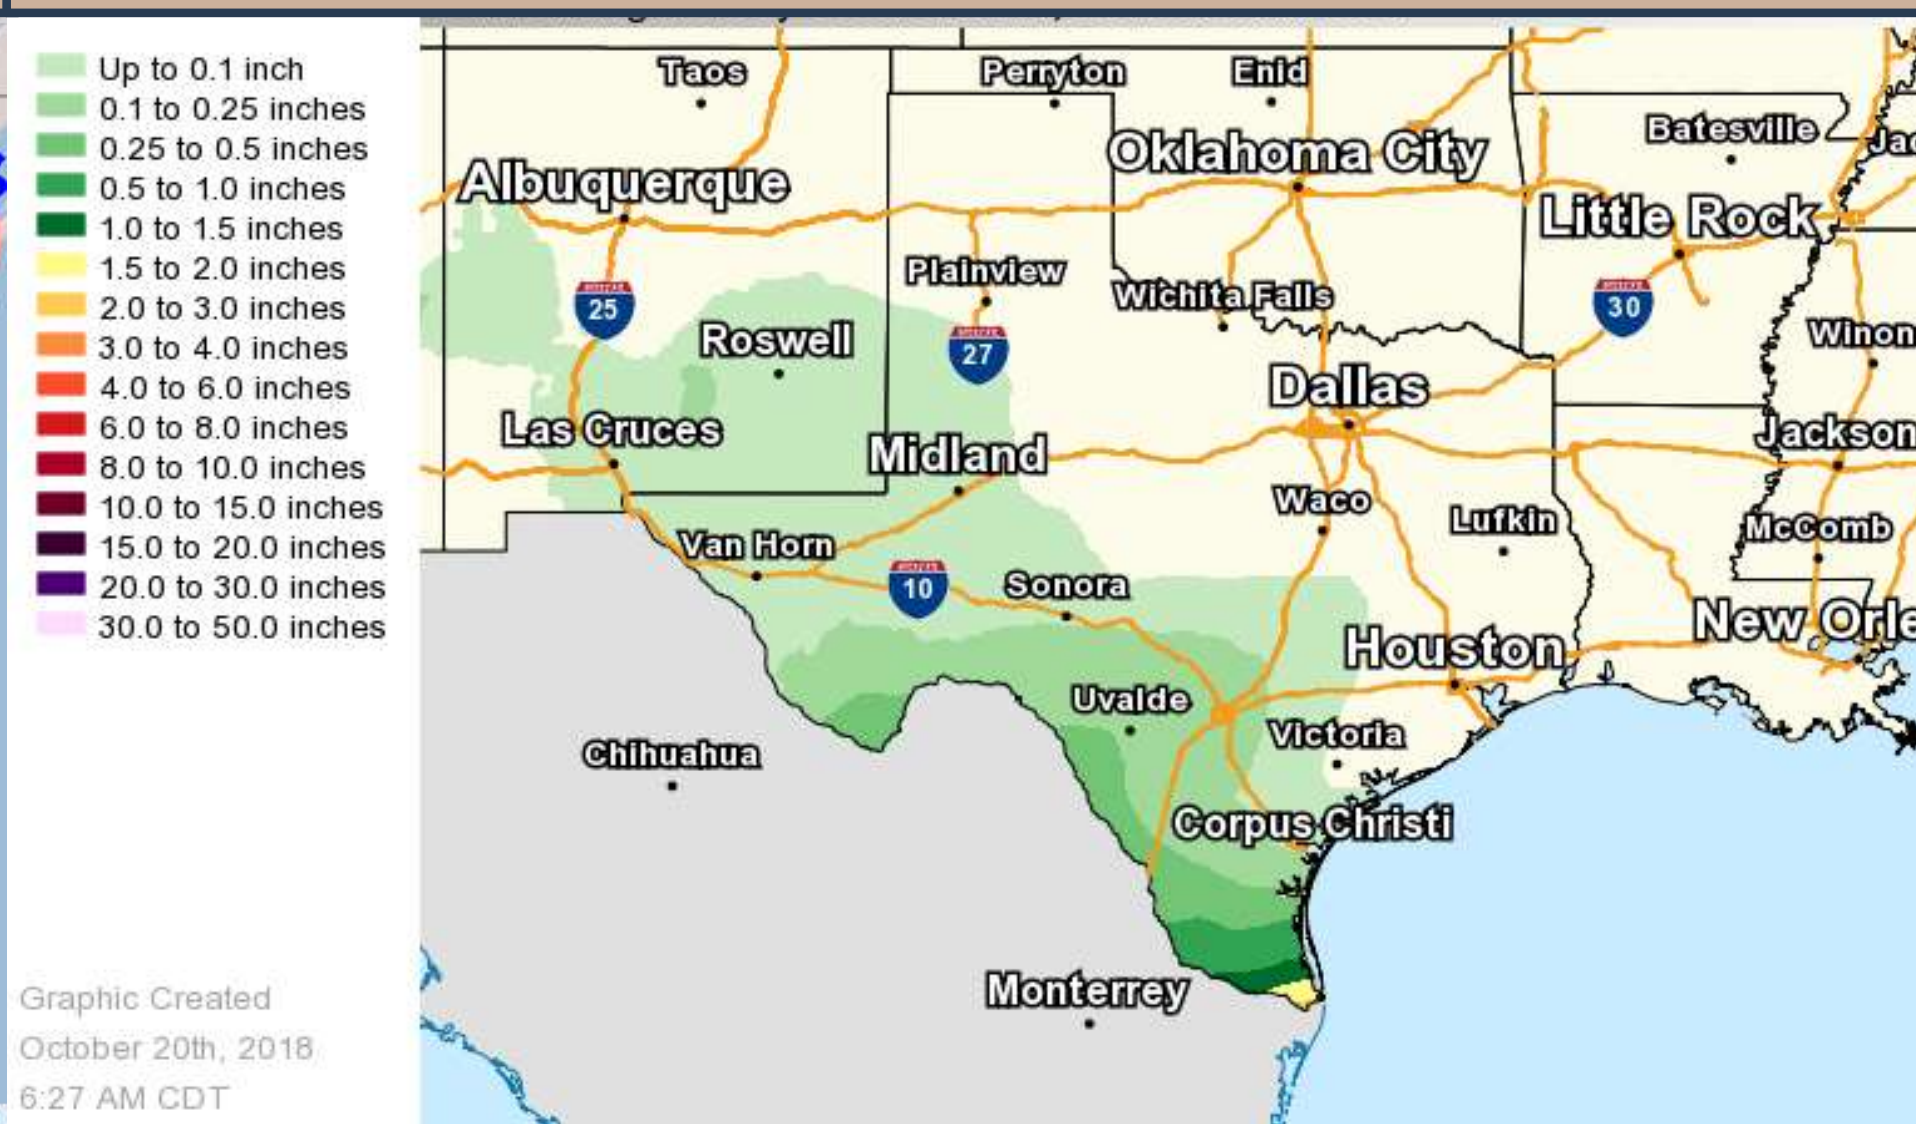 Up to 0.1 inch
0.1 to 0.25 inches
0.25 to 0.5 inches
0.5 to 1.0 inches
1.0 to 1.5 inches
1.5 to 2.0 inches
2.0 to 3.0 inches
3.0 to 4.0 inches
4.0 to 6.0 inches
6.0 to 8.0 inches
8.0 to 10.0 inches
10.0 to 15.0 inches
15.0 to 20.0 inches
20.0 to 30.0 inches
30.0 to 50.0 inches
Graphic Created
October 20th, 2018
6:27 AM CDT
Taos
Perryton
Enid
Batesville
Jac
Oklahoma City
Albuquerque
Little Rock
Plainview
Wichita Falls
25
30
Roswell
27
Winon
Dallas
Las Cruces
Midland
Jackson
Waco
Lufkin
McComb
Van Horn
10
Sonora
New Orle
Houston
Uvalde
Victoria
Chihuahua
Corpus Christi
Monterrey